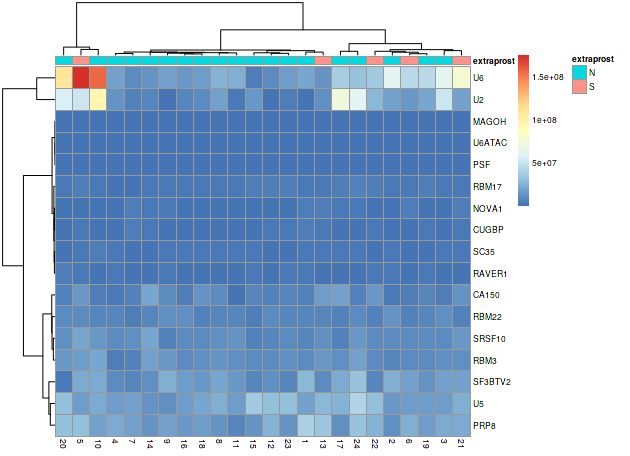 extraprost
U6
U2
MAGOH
U6ATAC
PSF
RBM17
NOVA1
CUGBP
SC35
RAVER1
CA150
RBM22
SRSF10
RBM3
SF3BTV2
U5
PRP8
20 5 10 4 7 14 9 16 18 8 11 15 12 23 1 13 17 24 22 2 6 19 3 21
1.5e+08
1e+08
5e+07
extraprost
N
S